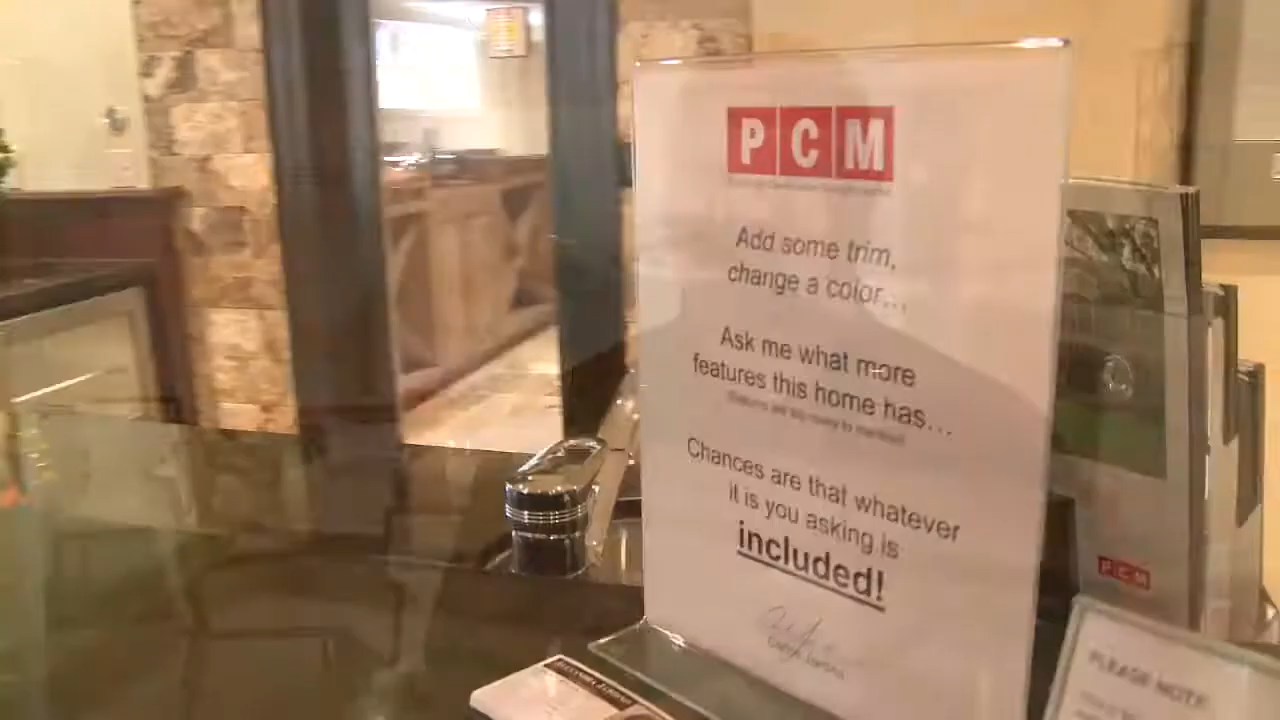 PCM
Add some trim,
change a color...
Ask me what more
features this home has...
Chances are that whatever
it is you asking is
included!
PCM
PLEASE NOTE